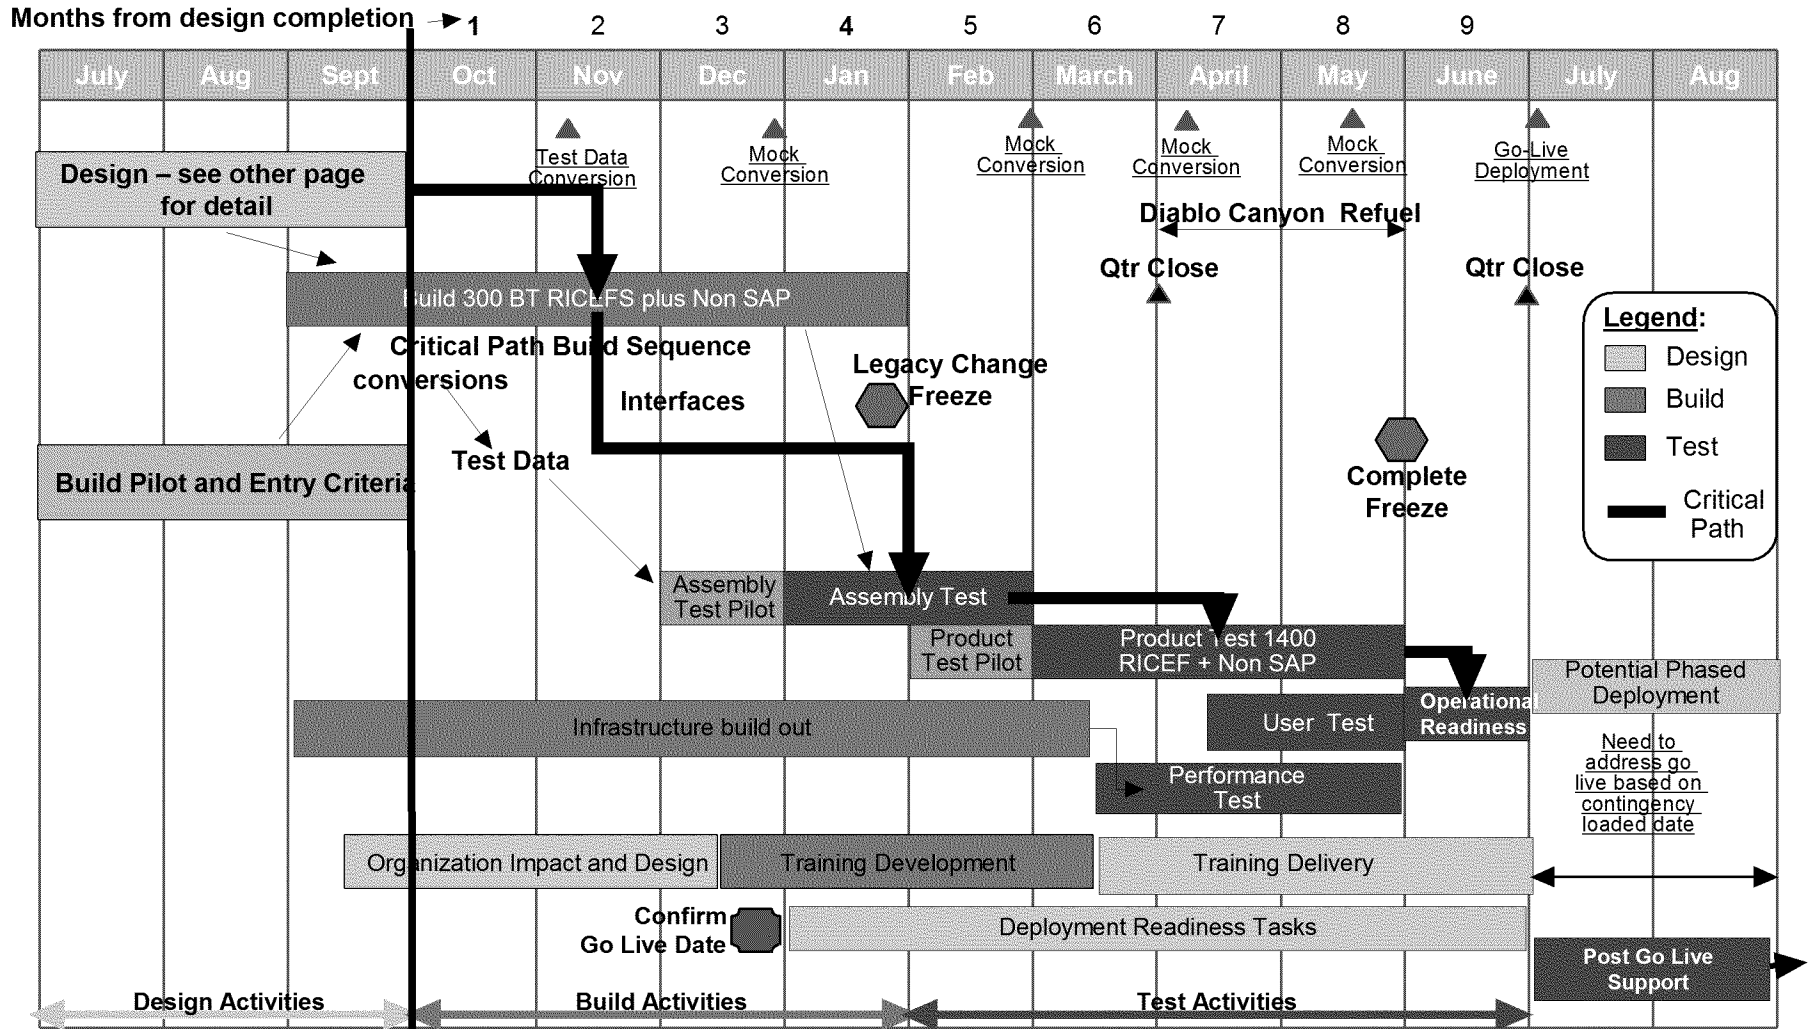 Months from design completion
1 2 3 4 5 6 7 8 9
July Aug Sept Oct Nov Dec Jan Feb March April May June July Aug
Test Data
Conversion
Mock
Conversion
Mock
Conversion
Mock
Conversion
Mock
Conversion
Go-Live
Deployment
Design – see other page
for detail
Diablo Canyon Refuel
Qtr Close
Qtr Close
Build 300 BT RICEFS plus Non SAP
Critical Path Build Sequence
conversions
Interfaces
Legacy Change
Freeze
Test Data
Build Pilot and Entry Criteria
Complete
Freeze
Legend:
Design
Build
Test
Critical
Path
Assembly
Test Pilot
Assembly Test
Product
Test Pilot
Product Test 1400
RICEF + Non SAP
Potential Phased
Deployment
Infrastructure build out
User Test
Operational
Readiness
Performance
Test
Need to
address go
live based on
contingency
loaded date
Organization Impact and Design
Training Development
Training Delivery
Confirm
Go Live Date
Deployment Readiness Tasks
Post Go Live
Support
Design Activities
Build Activities
Test Activities